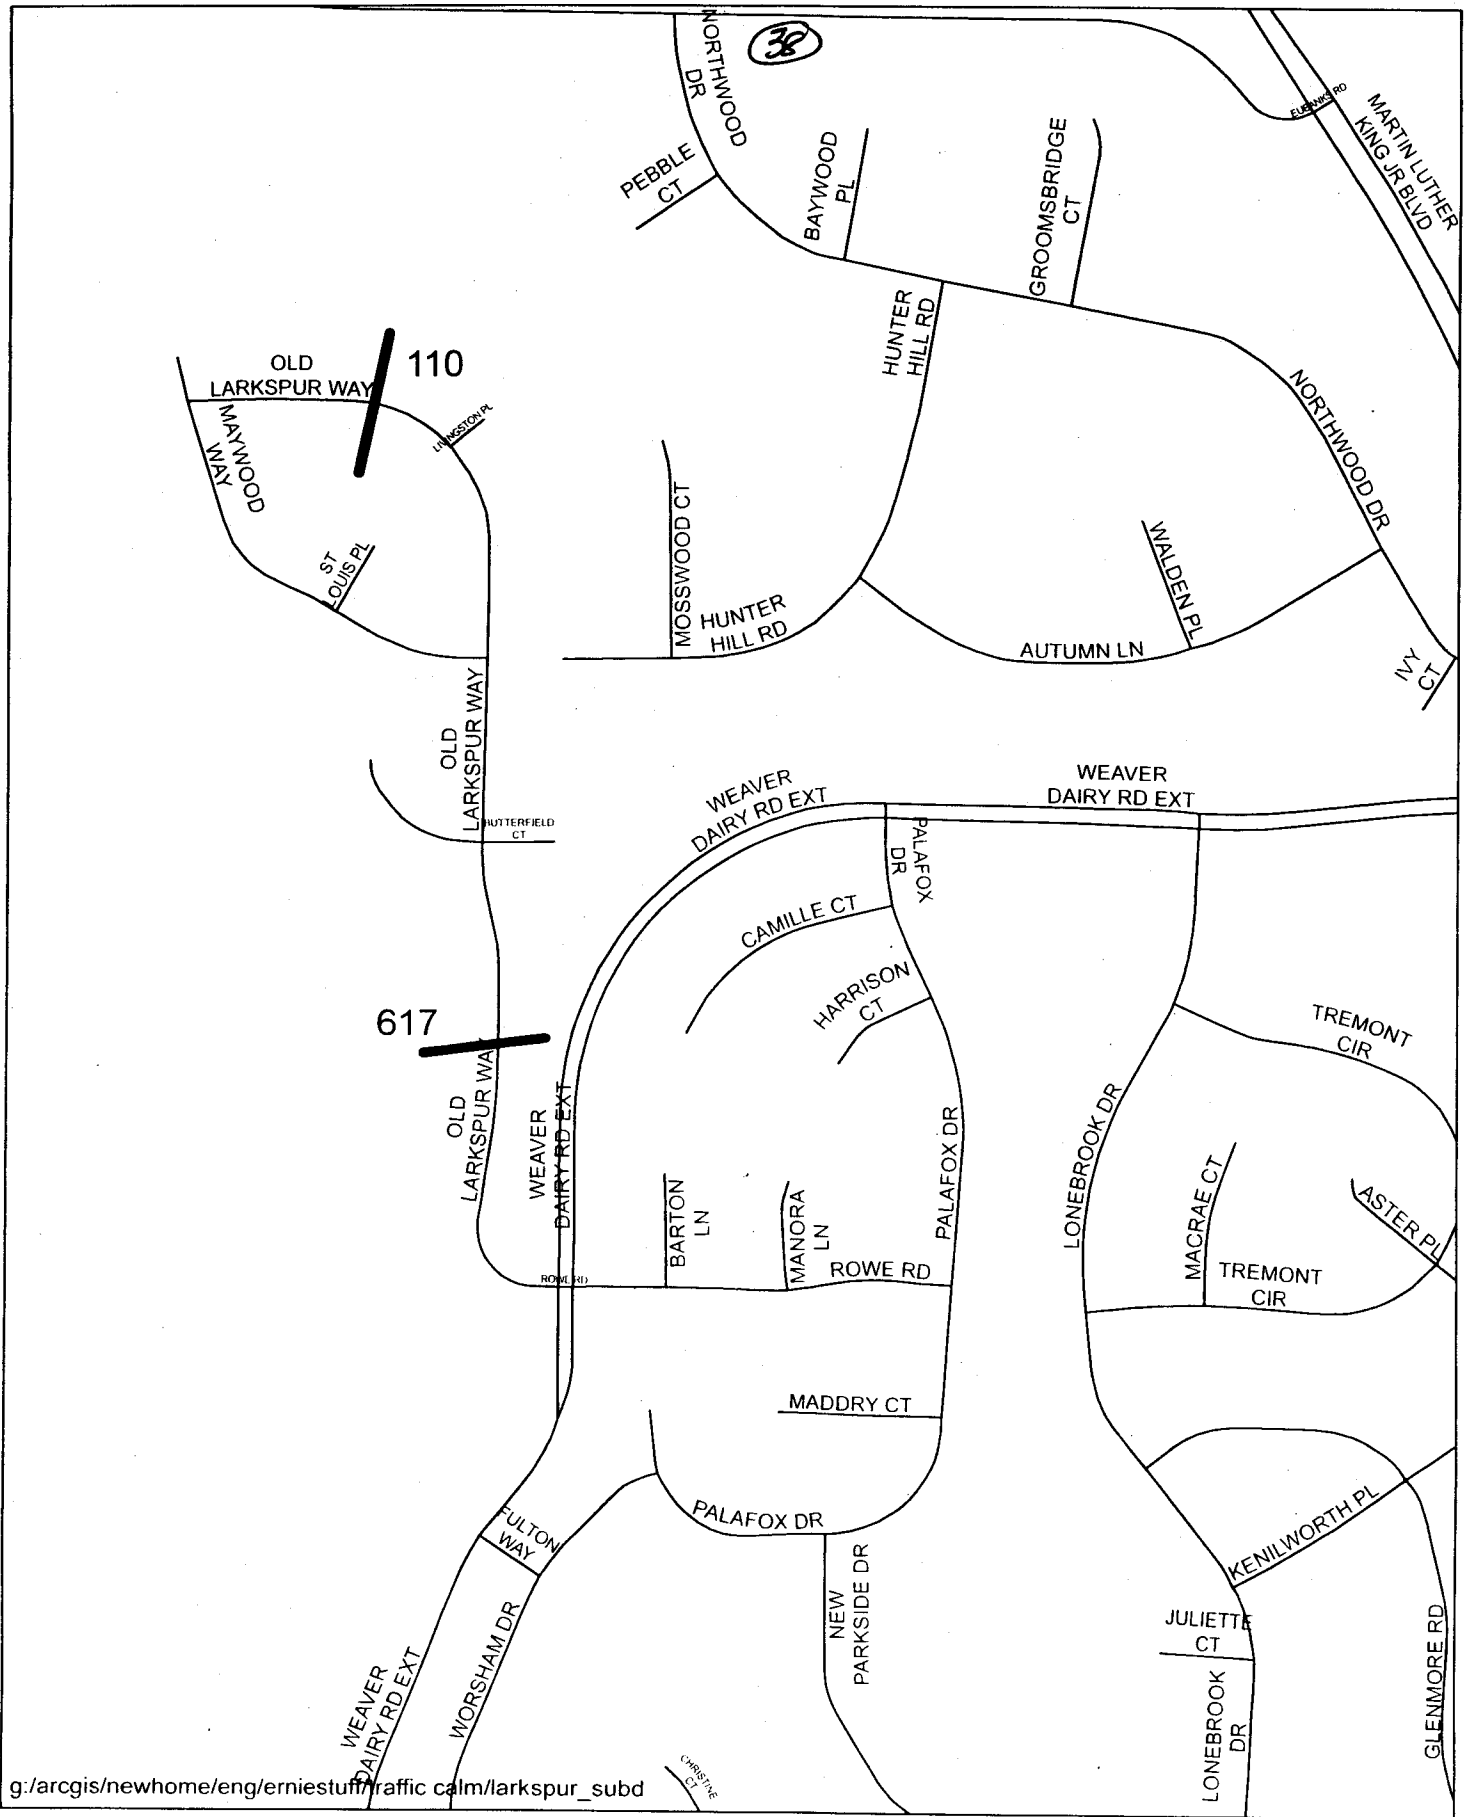 NORTHWOOD
DR
38
EUBANKS RD
MARTIN LUTHER
KING JR BLVD
PEBBLE
CT
BAYWOOD
PL
GROOMSBRIDGE
CT
HUNTER
HILL RD
OLD
LARKSPUR WAY
110
LIVINGSTON PL
MAYWOOD
WAY
NORTHWOOD DR
ST
LOUIS PL
MOSSWOOD CT
HUNTER
HILL RD
WALDEN PL
AUTUMN LN
IVY
CT
OLD
LARKSPUR WAY
BUTTERFIELD
CT
WEAVER
DAIRY RD EXT
WEAVER
DAIRY RD EXT
PALAFOX
DR
CAMILLE CT
HARRISON
CT
617
TREMONT
CIR
OLD
LARKSPUR WAY
WEAVER
DAIRY RD EXT
BARTON
LN
MANORA
LN
PALAFOX DR
LONEBROOK DR
MACRAE CT
ASTER PL
ROWE RD
ROWE RD
TREMONT
CIR
MADDRY CT
PALAFOX DR
FULTON
WAY
KENILWORTH PL
NEW
PARKSIDE DR
JULIETTE
CT
WORSHAM DR
WEAVER
DAIRY RD EXT
LONEBROOK
DR
GLENMORE RD
CHRISTINE
CT
g:/arcgis/newhome/eng/erniestuff/traffic calm/larkspur_subd